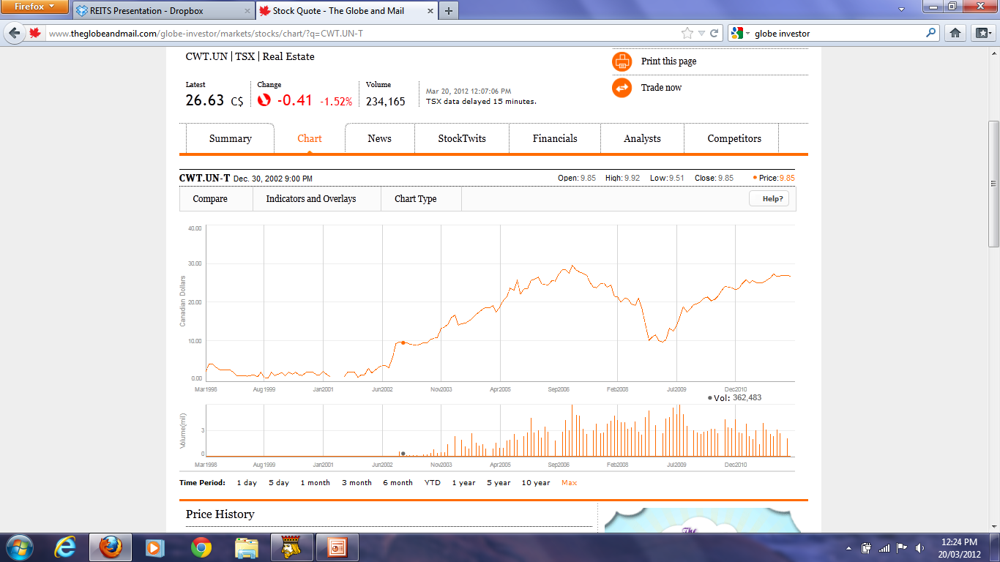 Firefox
REITS Presentation - Dropbox
Stock Quote - The Globe and Mail
www.theglobeandmail.com/globe-investor/markets/stocks/chart/?q=CWT.UN-T
globe investor
CWT.UN | TSX | Real Estate
Print this page
Trade now
Latest Change Volume
26.63 C$ -0.41 -1.52% 234,165
Mar 20, 2012 12:07:06 PM
TSX data delayed 15 minutes.
Summary Chart News StockTwits Financials Analysts Competitors
CWT.UN-T Dec. 30, 2002 9:00 PM Open: 9.85 High: 9.92 Low: 9.51 Close: 9.85 Price: 9.85
Compare Indicators and Overlays Chart Type Help?
40.00
30.00
20.00
10.00
0.00
Canadian Dollars
Mar1998 Aug1999 Jan2001 Jun2002 Nov2003 Apr2005 Sep2006 Feb2008 Jul2009 Dec2010
Vol: 362,483
Volume(mil)
3
0
Mar1998 Aug1999 Jan2001 Jun2002 Nov2003 Apr2005 Sep2006 Feb2008 Jul2009 Dec2010
Time Period: 1 day 5 day 1 month 3 month 6 month YTD 1 year 5 year 10 year Max
Price History
The
12:24 PM
20/03/2012